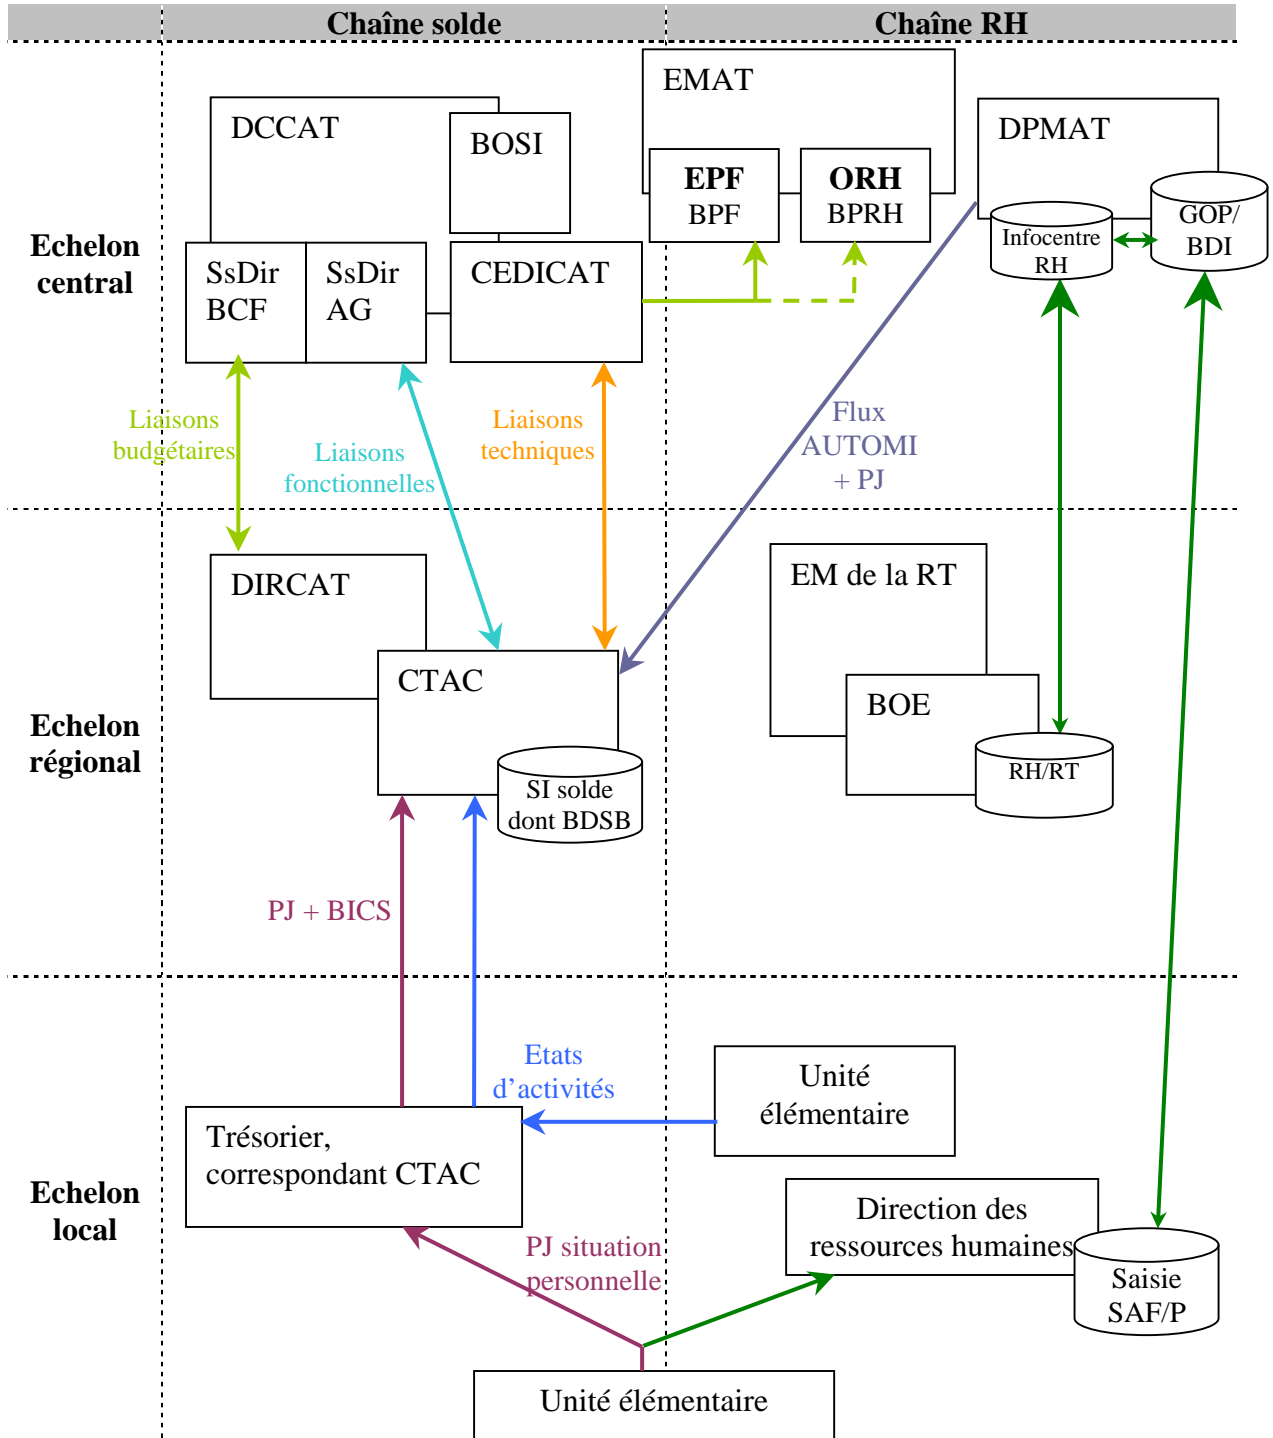 Chaîne solde
Chaîne RH
EMAT
DCCAT
BOSI
DPMAT
EPF
BPF
ORH
BPRH
GOP/
BDI
Infocentre
RH
Echelon
central
SsDir
BCF
SsDir
AG
CEDICAT
Liaisons
budgétaires
Liaisons
fonctionnelles
Liaisons
techniques
Flux
AUTOMI
+ PJ
DIRCAT
EM de la RT
CTAC
BOE
Echelon
régional
SI solde
dont BDSB
RH/RT
PJ + BICS
Etats
d’activités
Unité
élémentaire
Trésorier,
correspondant CTAC
Echelon
local
Direction des
ressources humaines
PJ situation
personnelle
Saisie
SAF/P
Unité élémentaire